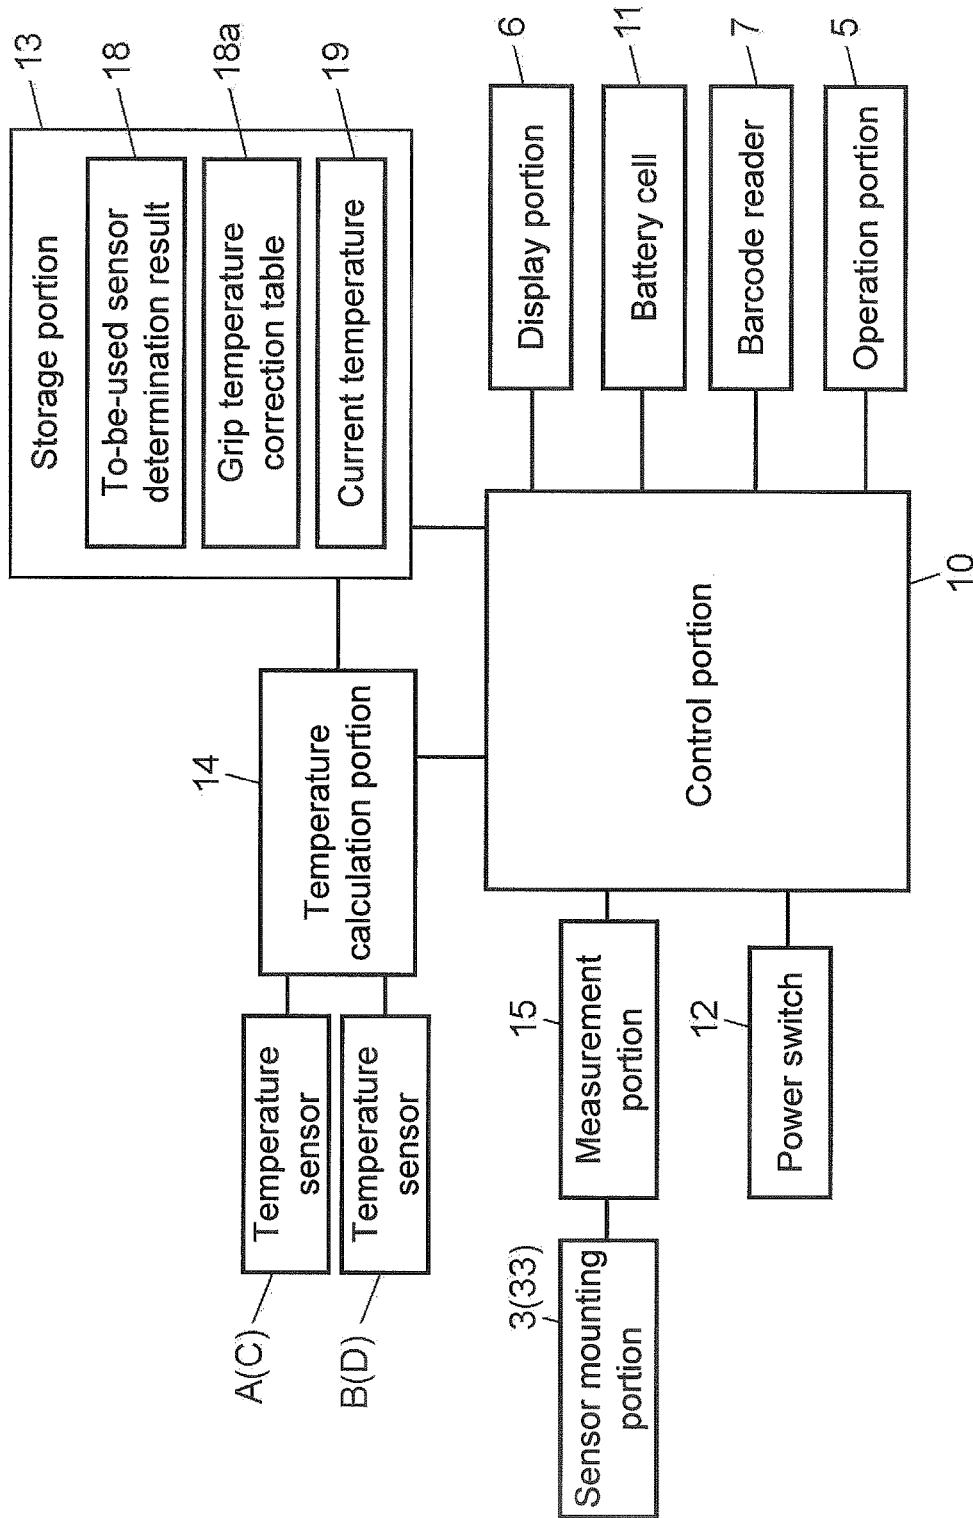 13
Storage portion
18
To-be-used sensor
determination result
18a
Grip temperature
correction table
19
Current temperature
14
Temperature
calculation portion
A(C)
Temperature
sensor
B(D)
Temperature
sensor
6
Display portion
11
Battery cell
7
Barcode reader
5
Operation portion
Control portion
10
15
Measurement
portion
12
Power switch
3(33)
Sensor mounting
portion